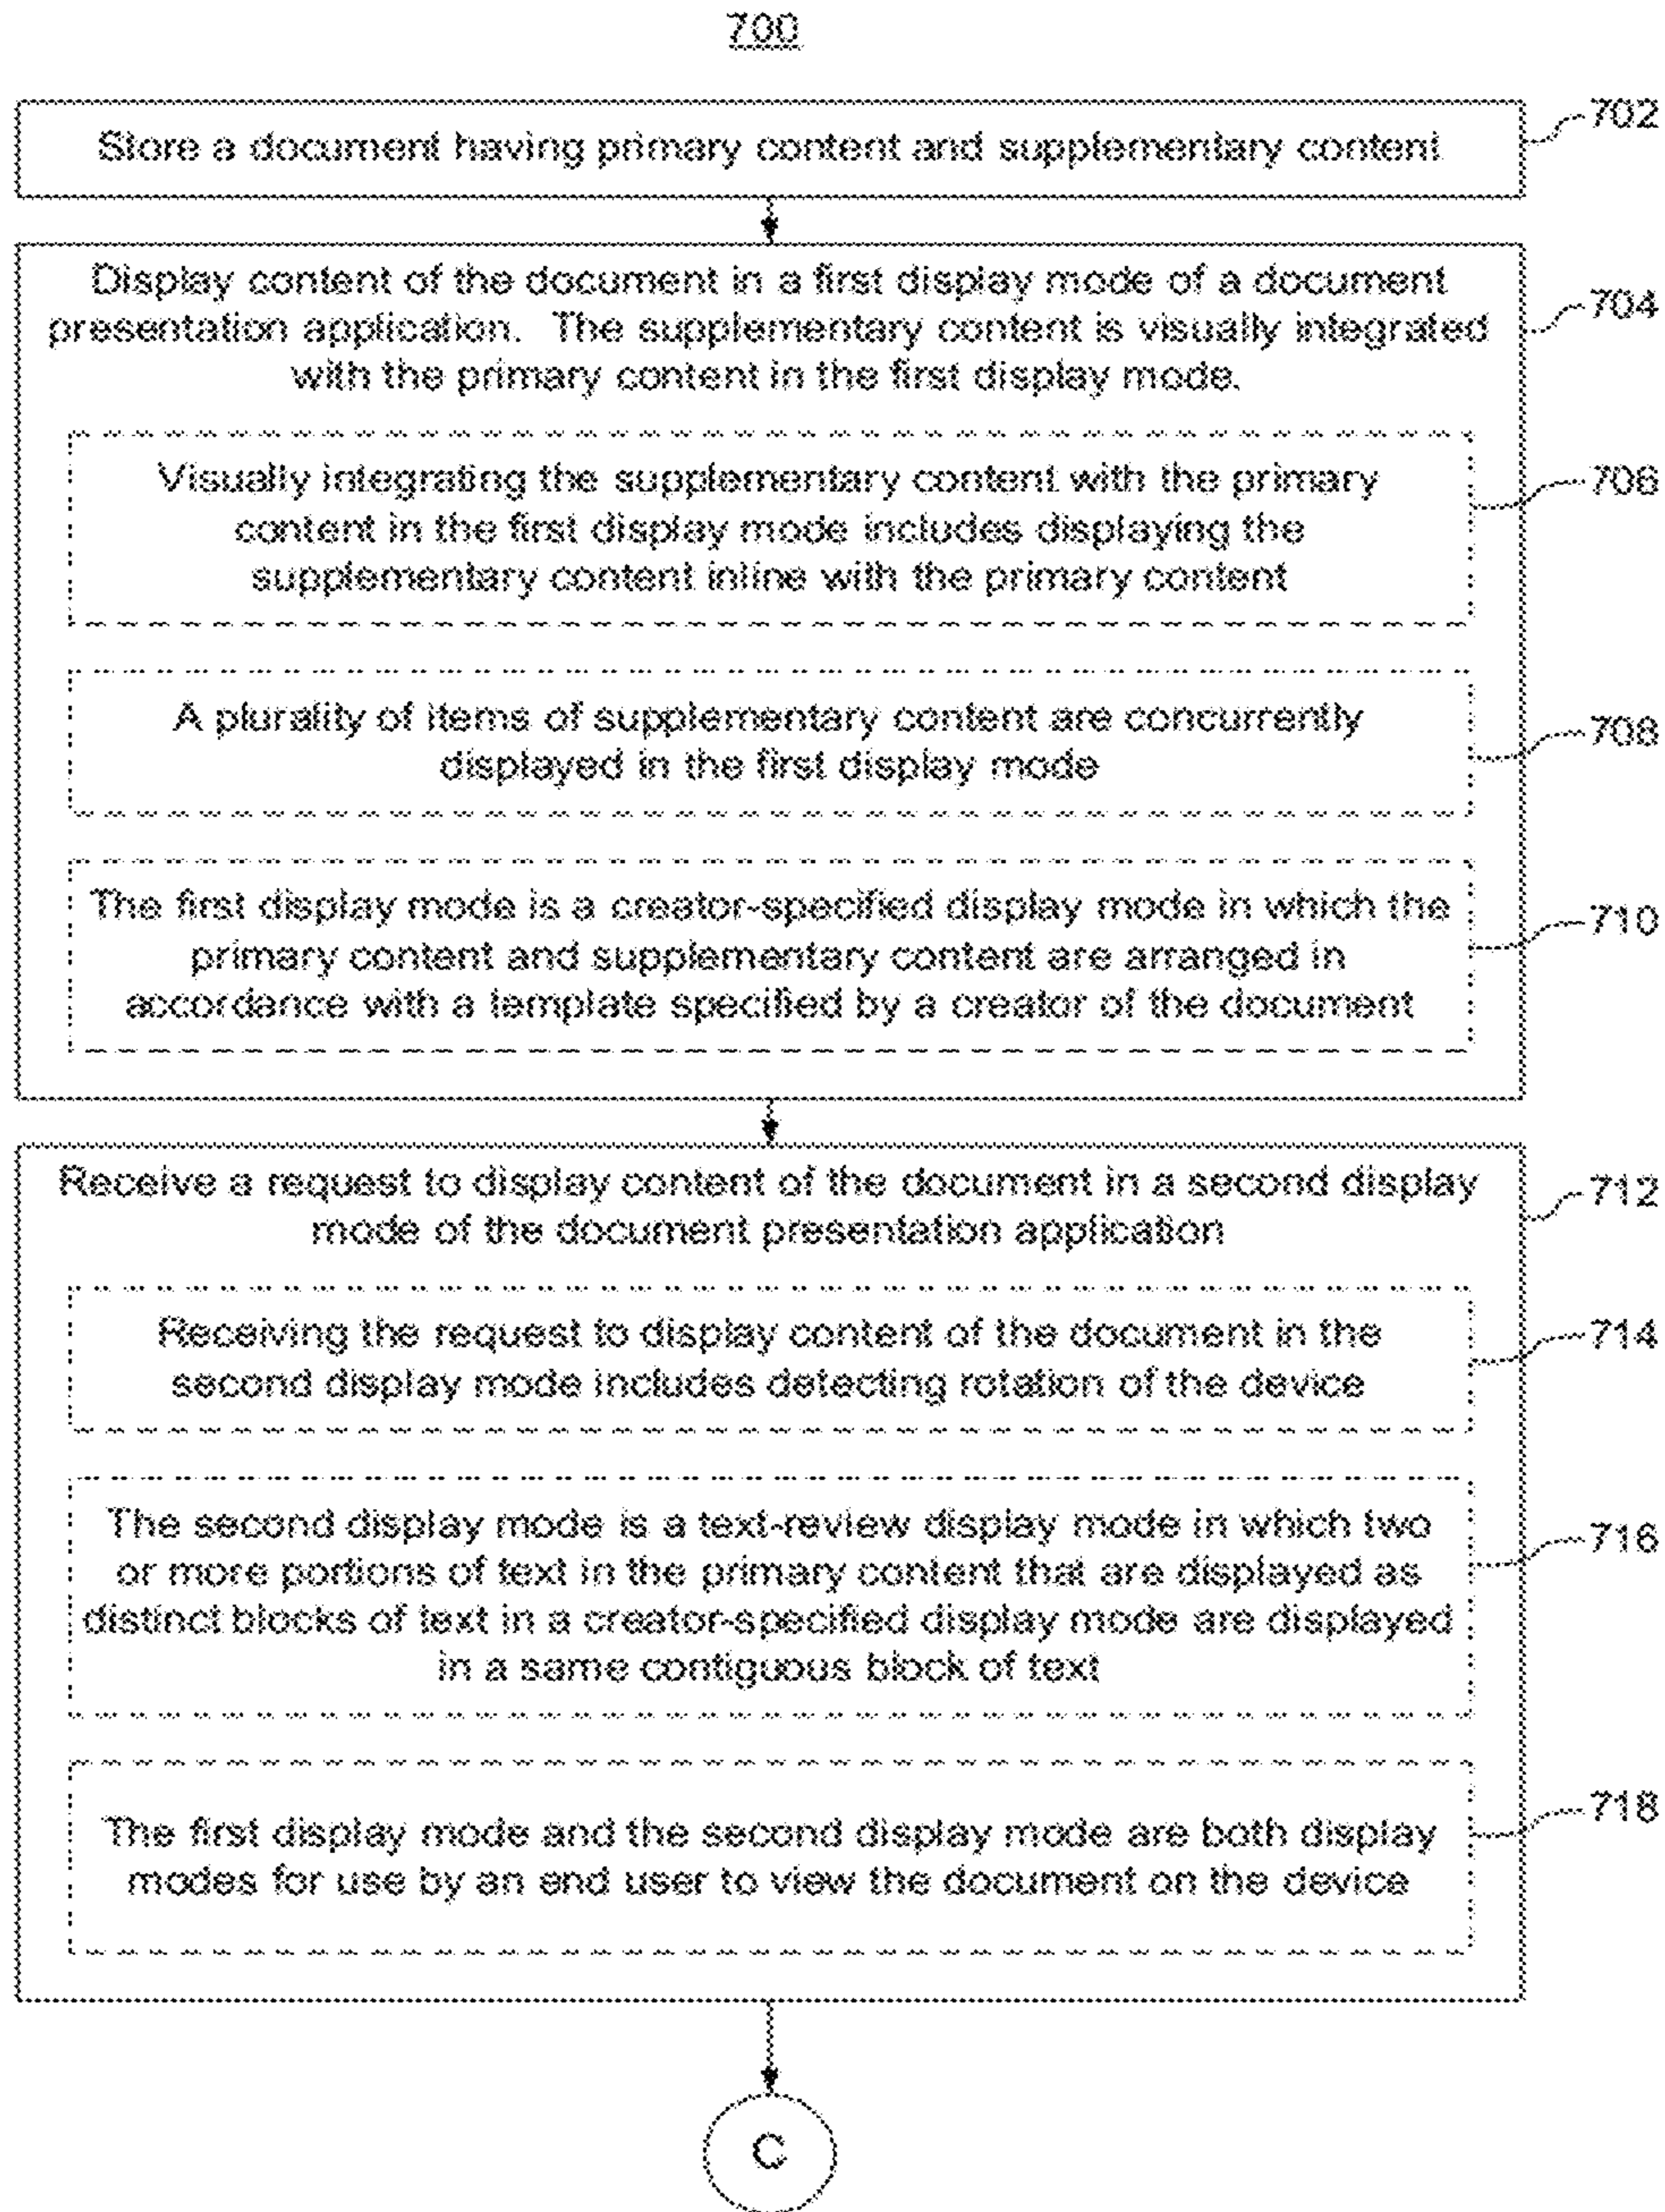 700
Store a document having primary content and supplementary content
702
Display content of the document in a first display mode of a document
presentation application. The supplementary content is visually integrated
with the primary content in the first display mode.
704
Visually integrating the supplementary content with the primary
content in the first display mode includes displaying the
supplementary content inline with the primary content
706
A plurality of items of supplementary content are concurrently
displayed in the first display mode
708
The first display mode is a creator-specified display mode in which the
primary content and supplementary content are arranged in
accordance with a template specified by a creator of the document
710
Receive a request to display content of the document in a second display
mode of the document presentation application
712
Receiving the request to display content of the document in the
second display mode includes detecting rotation of the device
714
The second display mode is a text-review display mode in which two
or more portions of text in the primary content that are displayed as
distinct blocks of text in a creator-specified display mode are displayed
in a same contiguous block of text
716
The first display mode and the second display mode are both display
modes for use by an end user to view the document on the device
718
C